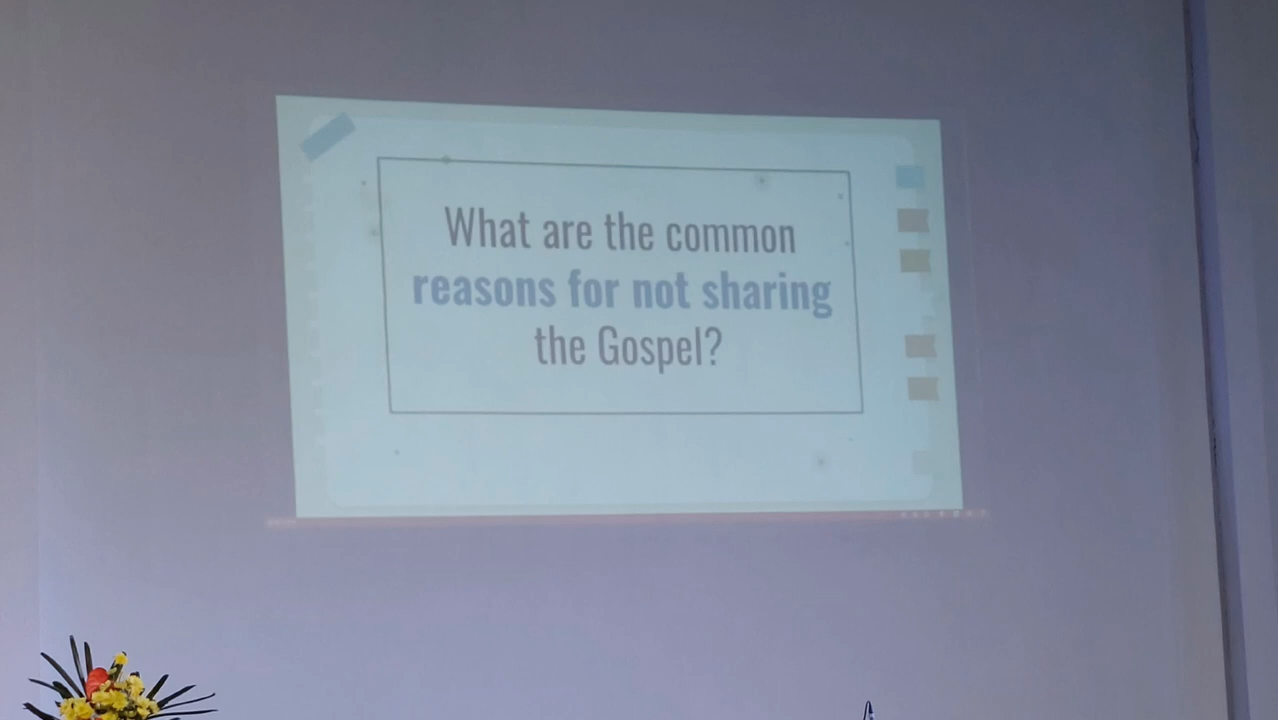 What are the common
reasons for not sharing
the Gospel?